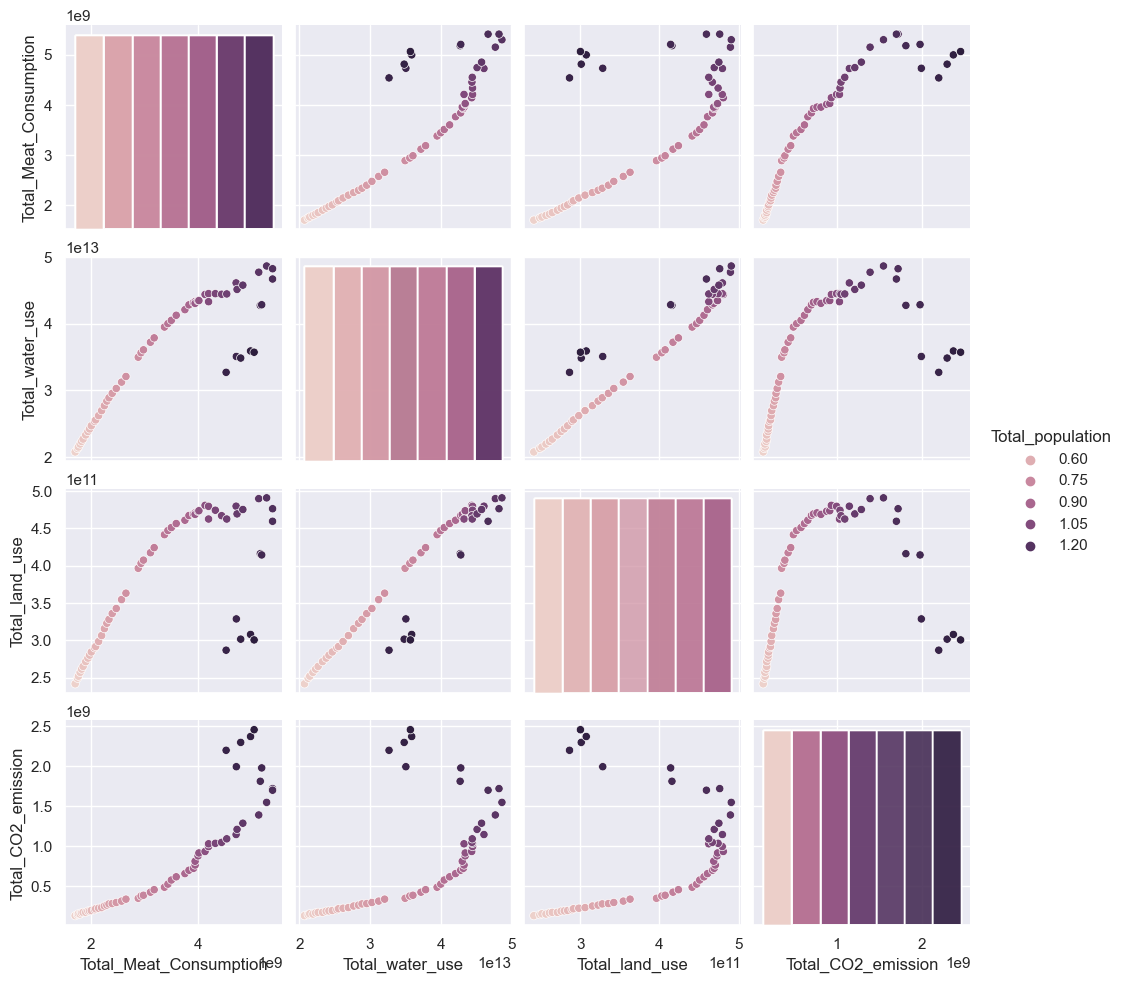 1e9
Total_Meat_Consumption
5
4
3
2
1e13
Total_water_use
5
4
3
2
1e11
Total_land_use
5.0
4.5
4.0
3.5
3.0
2.5
1e9
Total_CO2_emission
2.5
2.0
1.5
1.0
0.5
2 4
2 3 4 5
3 4 5
1 2
Total_Meat_Consumption 1e9
Total_water_use 1e13
Total_land_use 1e11
Total_CO2_emission 1e9
Total_population
0.60
0.75
0.90
1.05
1.20